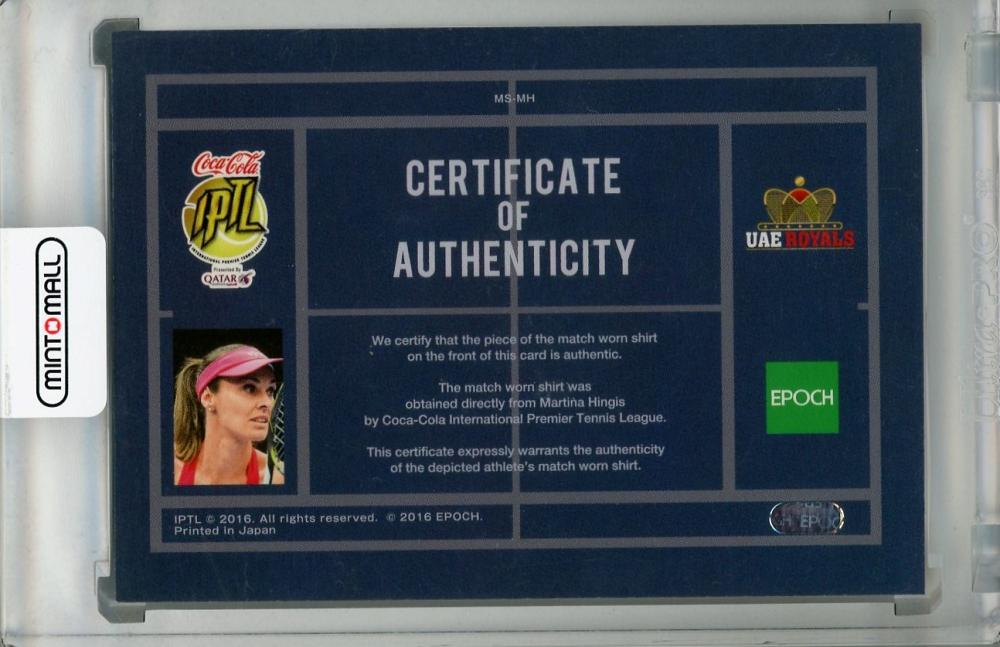 MS-MH
Coca-Cola
IPTL
INTERNATIONAL PREMIER TENNIS LEAGUE
Presented By
QATAR
CERTIFICATE
OF
AUTHENTICITY
UAE ROYALS
MINTOMALL
We certify that the piece of the match worn shirt
on the front of this card is authentic.
The match worn shirt was
obtained directly from Martina Hingis
by Coca-Cola International Premier Tennis League.
This certificate expressly warrants the authenticity
of the depicted athlete's match worn shirt.
EPOCH
IPTL © 2016. All rights reserved. © 2016 EPOCH.
Printed in Japan